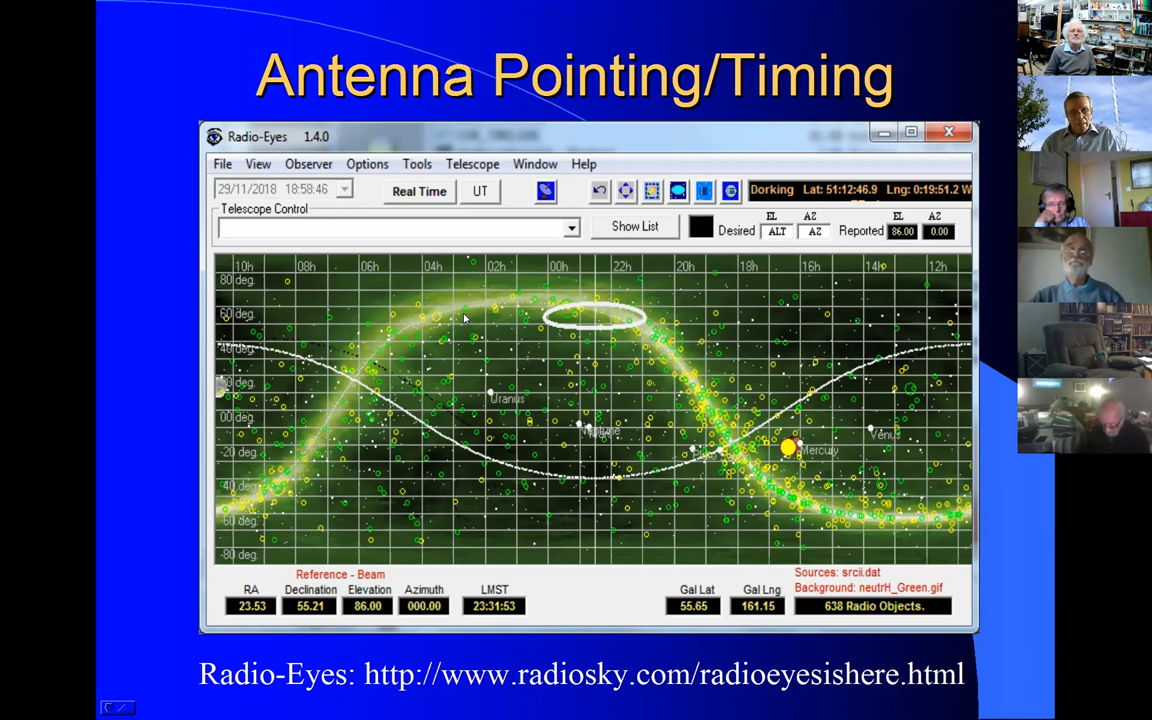 Antenna Pointing/Timing
Radio-Eyes 1.4.0
File View Observer Options Tools Telescope Window Help
29/11/2018 18:58:46 Real Time UT Dorking Lat: 51:12:46.9 Lng: 0:19:51.2 W
Telescope Control
Show List Desired EL ALT AZ AZ Reported EL 86.00 AZ 0.00
10h 08h 06h 04h 02h 00h 22h 20h 18h 16h 14h 12h
80 deg.
60 deg.
40 deg.
20 deg.
Uranus
00 deg.
Neptune
Venus
Mercury
-20 deg.
-40 deg.
-60 deg.
-80 deg.
Reference - Beam
Sources: srcii.dat
Background: neutrH_Green.gif
RA Declination Elevation Azimuth LMST Gal Lat Gal Lng
23.53 55.21 86.00 000.00 23:31:53 55.65 161.15 638 Radio Objects.
Radio-Eyes: http://www.radiosky.com/radioeyesishere.html